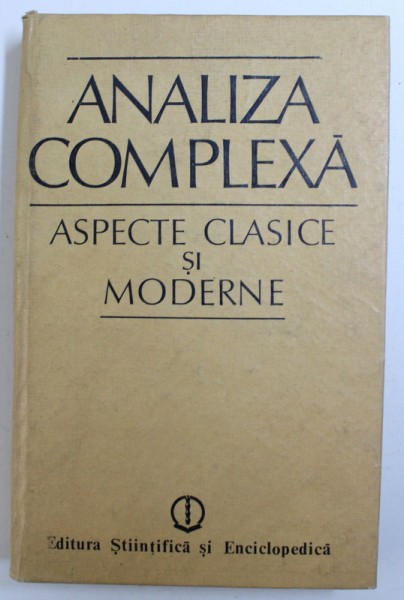 ANALIZA
COMPLEXĂ
ASPECTE CLASICE
ȘI
MODERNE
Editura Științifică și Enciclopedică